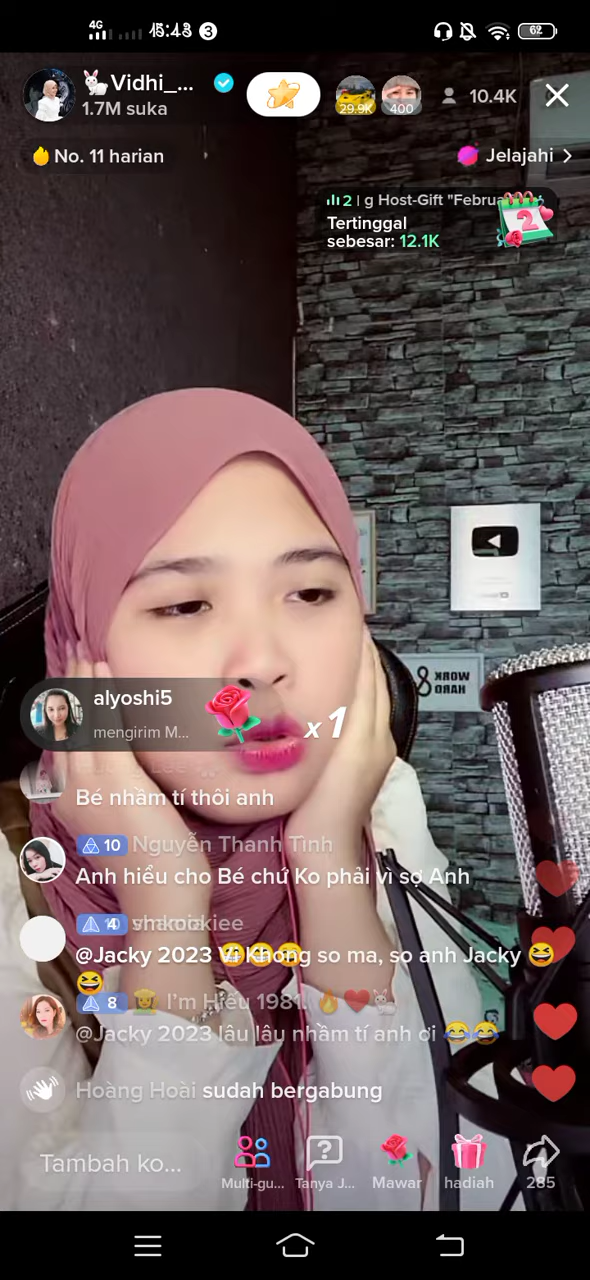 4G
15:43
3
62
Vidhi_...
1.7M suka
29.9K
400
10.4K
No. 11 harian
Jelajahi
2 | g Host-Gift "Februa
2
Tertinggal
sebesar: 12.1K
WORK
HARD
alyoshi5
mengirim M...
x1
Bé nhầm tí thôi anh
10 Nguyễn Thanh Tình
Anh hiểu cho Bé chứ Ko phải vì sợ Anh
@Jacky 2023 Vì Không so ma, so anh Jacky 😆
😆
8 I'm Hiếu 1981
@Jacky 2023 lâu lâu nhầm tí anh ơi 😂😂
Hoàng Hoài sudah bergabung
Tambah ko...
Multi-gu...
Tanya J...
Mawar
hadiah
285